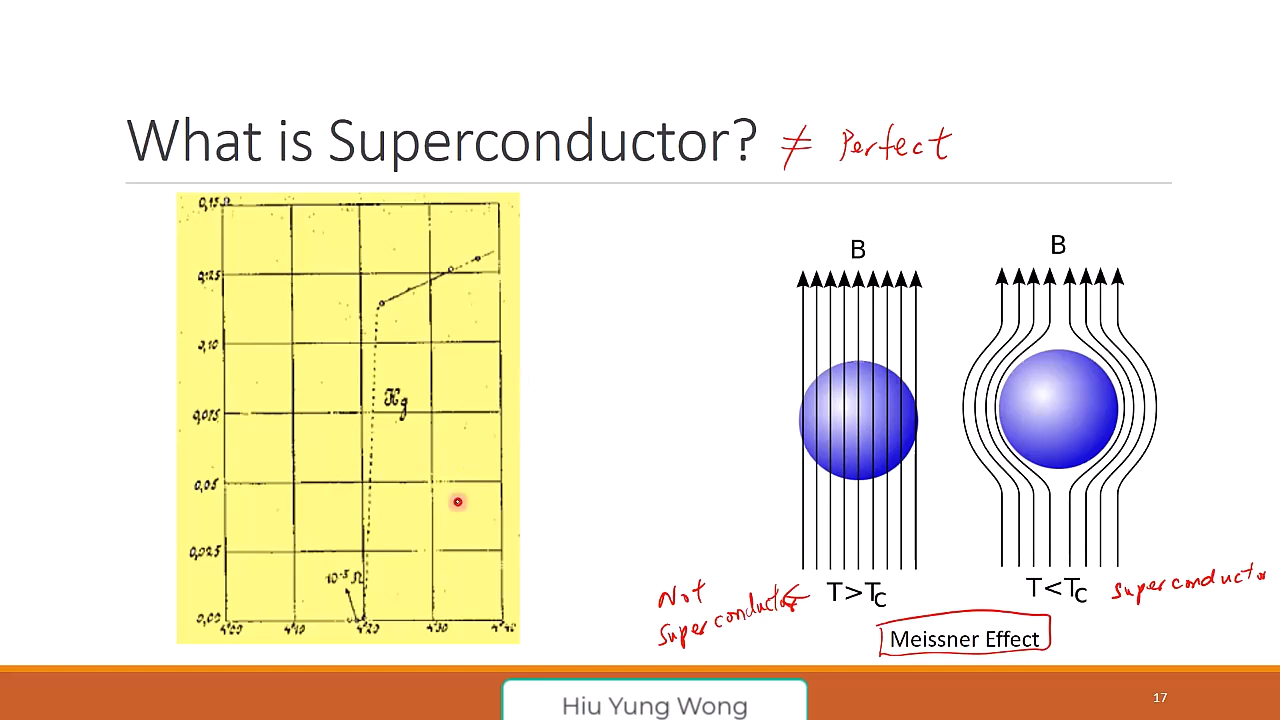 What is Superconductor? ≠ Perfect
0,15Ω
0,125
0,10
0,075
0,05
0,025
0,00
Hg
10⁻⁵ Ω
4°00 4°10 4°20 4°30 4°40
B
B
T>Tc
T<Tc
Not
superconductor
superconductor
Meissner Effect
17
Hiu Yung Wong